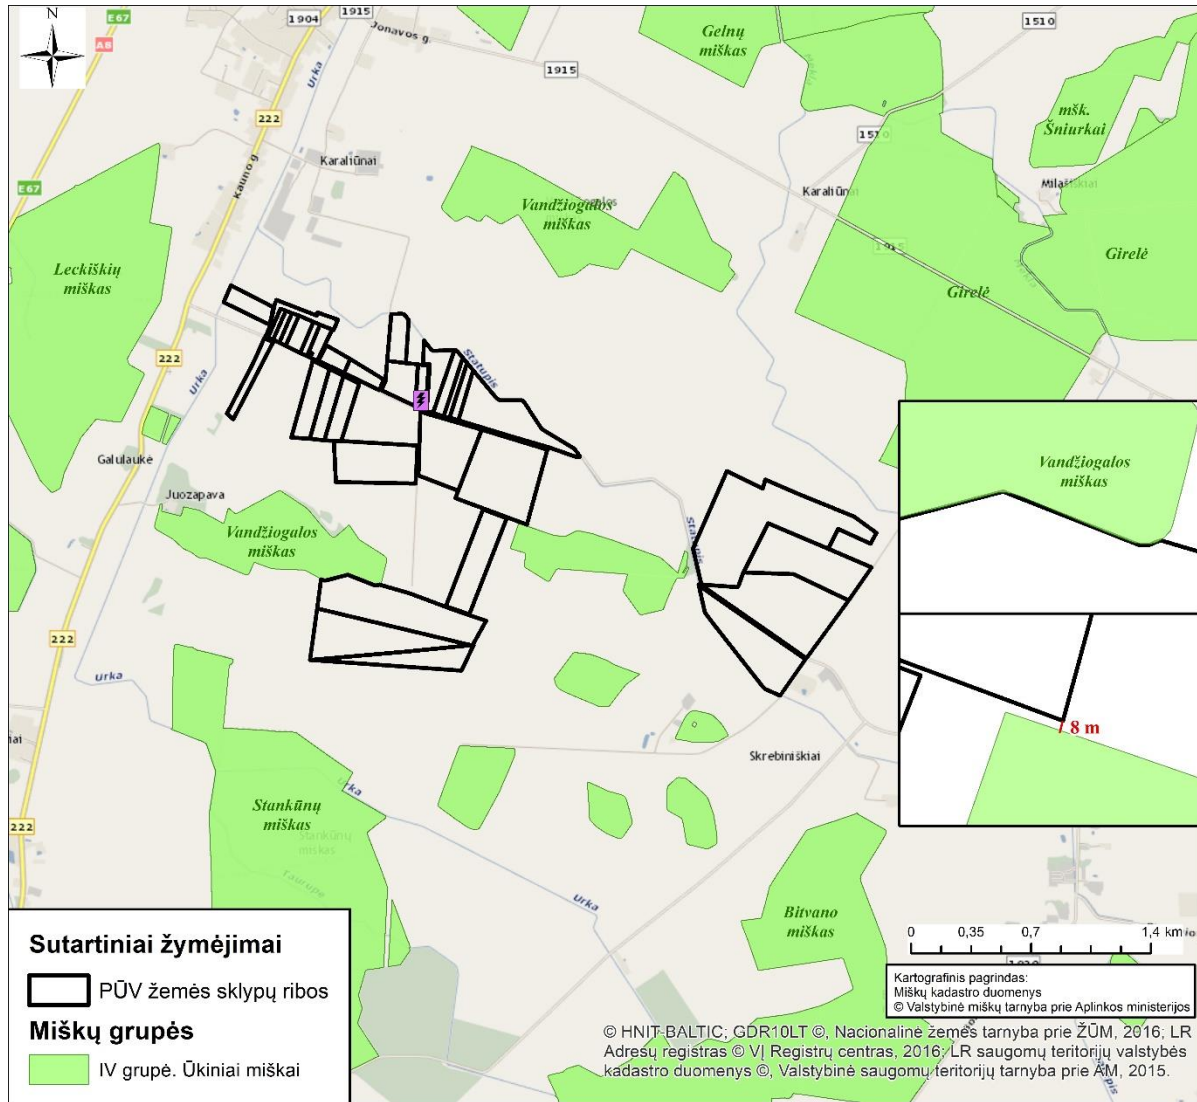 N
E67
A8
1904
1915
Jonavos g.
1915
Urka
222
Kauno g.
E67
Karaliūnai
Gelnų
miškas
1510
1510
mšk.
Šniurkai
Milašiškiai
Karaliūnai
1915
Girelė
Girelė
Vandžiogalos
miškas
Leckiškių
miškas
222
Urka
Statupis
Galulaukė
Juozapava
Vandžiogalos
miškas
Statupis
Vandžiogalos
miškas
8 m
222
Urka
Skrebiniškiai
Stankūnų
miškas
Stankūnų
miškas
Urka
Taurupe
222
Urka
Bitvano
miškas
0 0,35 0,7 1,4 km
Sutartiniai žymėjimai
PŪV žemės sklypų ribos
Miškų grupės
IV grupė. Ūkiniai miškai
Kartografinis pagrindas:
Miškų kadastro duomenys
© Valstybinė miškų tarnyba prie Aplinkos ministerijos
© HNIT-BALTIC; GDR10LT ©, Nacionalinė žemės tarnyba prie ŽŪM, 2016; LR
Adresų registras © VĮ Registrų centras, 2016; LR saugomų teritorijų valstybės
kadastro duomenys ©, Valstybinė saugomų teritorijų tarnyba prie AM, 2015.